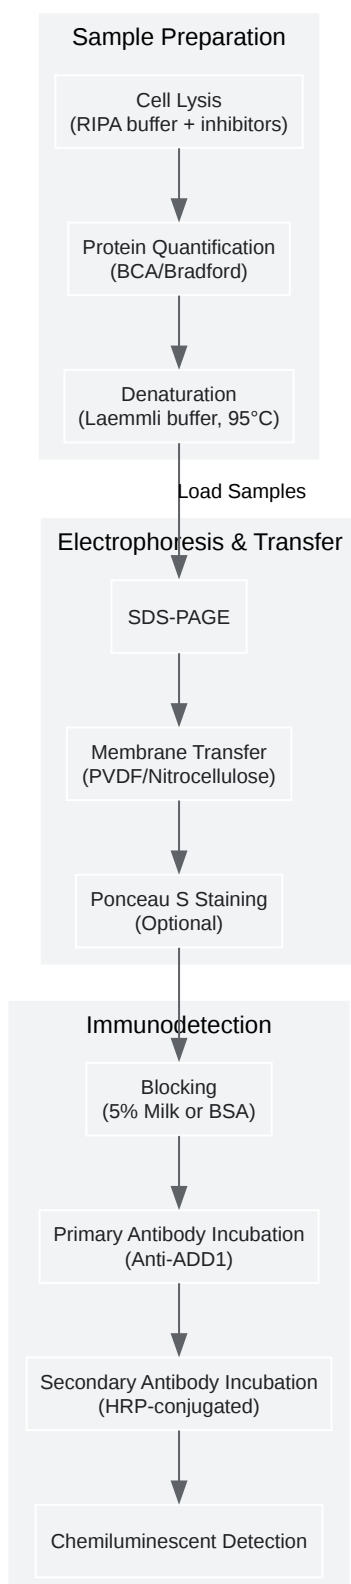 Sample Preparation
Cell Lysis
(RIPA buffer + inhibitors)
Protein Quantification
(BCA/Bradford)
Denaturation
(Laemmli buffer, 95°C)
Load Samples
Electrophoresis & Transfer
SDS-PAGE
Membrane Transfer
(PVDF/Nitrocellulose)
Ponceau S Staining
(Optional)
Immunodetection
Blocking
(5% Milk or BSA)
Primary Antibody Incubation
(Anti-ADD1)
Secondary Antibody Incubation
(HRP-conjugated)
Chemiluminescent Detection